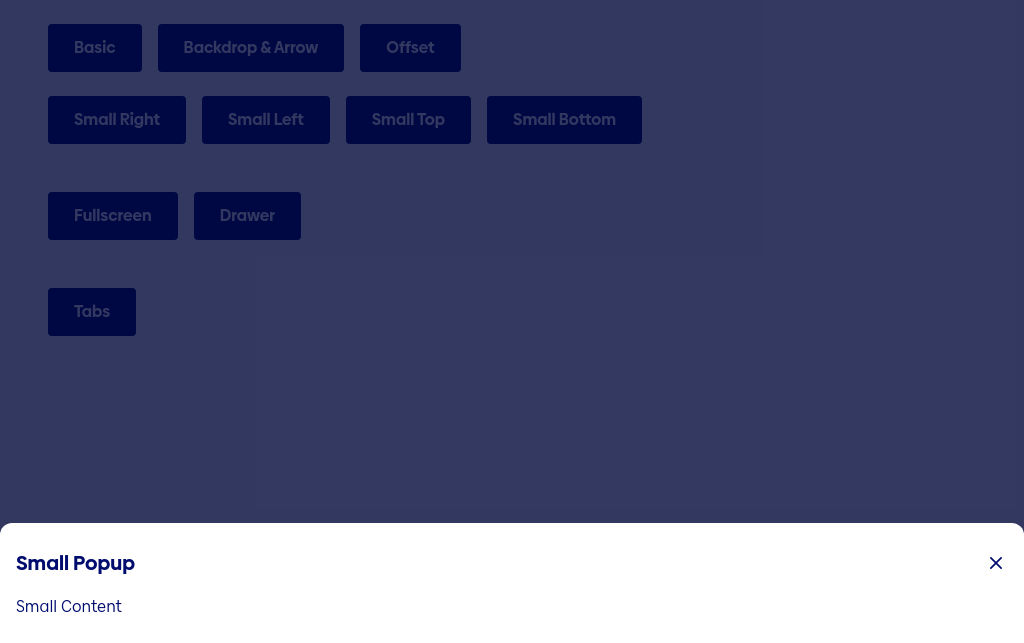 Basic Backdrop & Arrow Offset
Small Right Small Left Small Top Small Bottom
Fullscreen Drawer
Tabs
Small Popup
Small Content